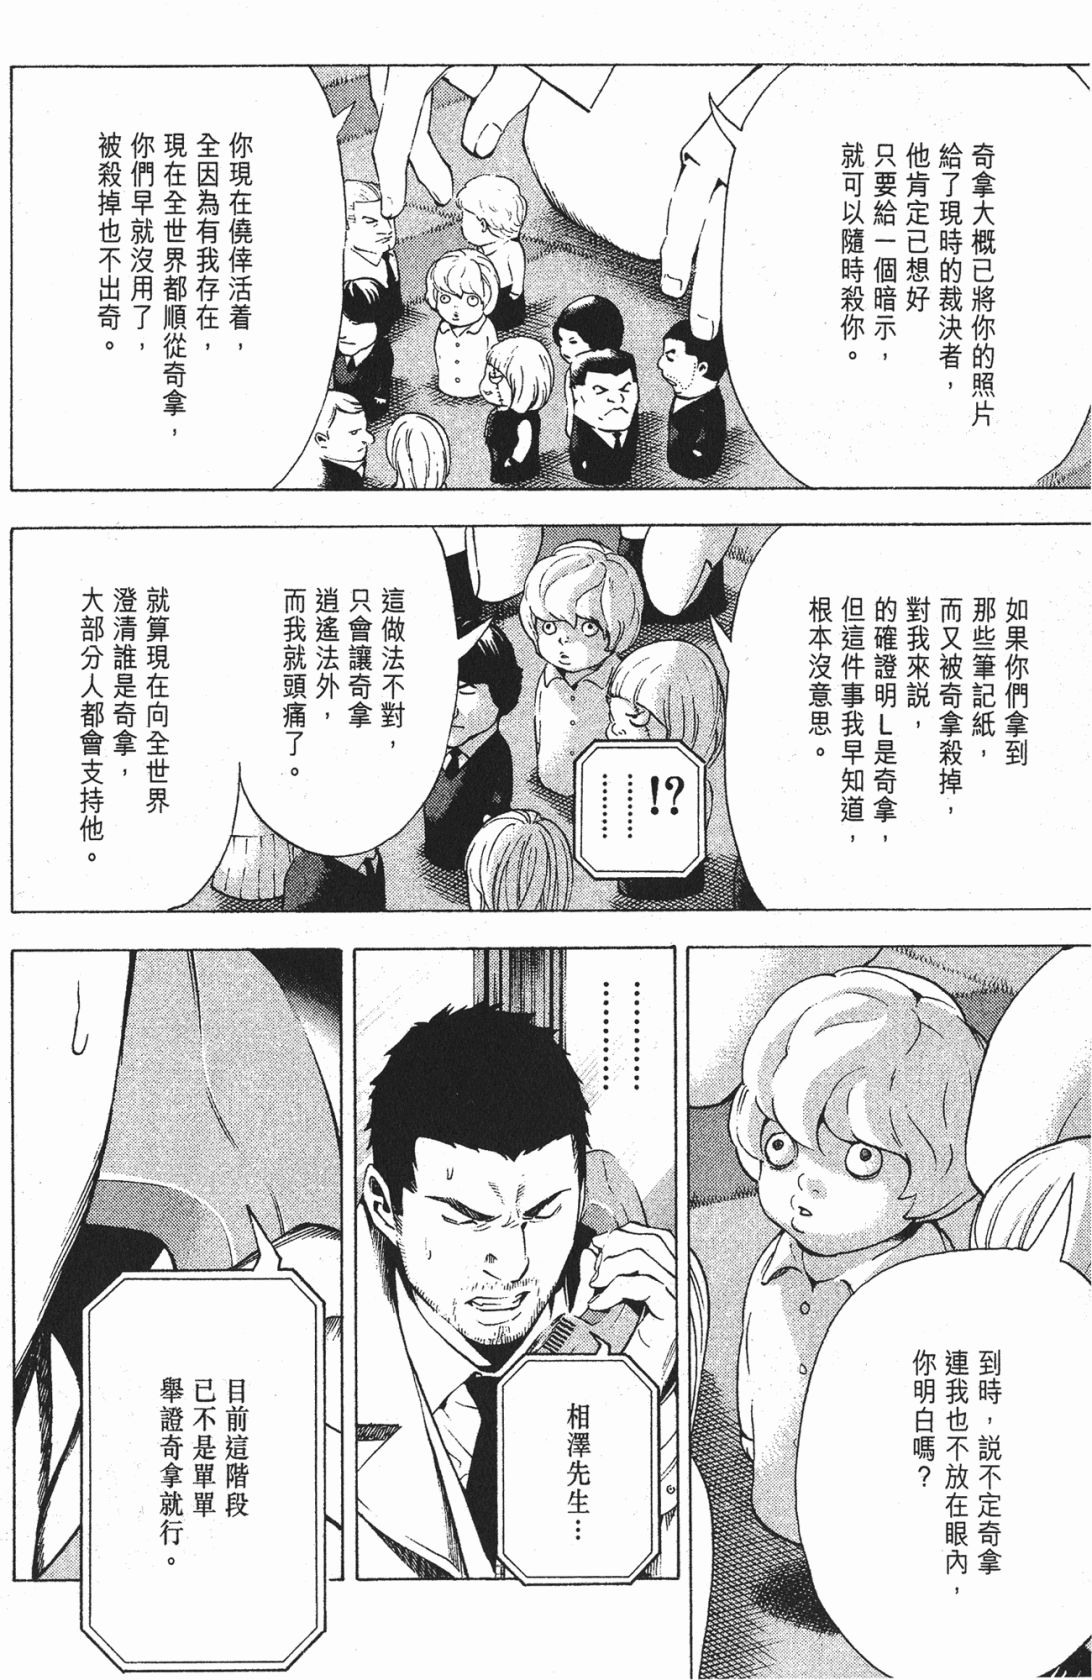 奇拿大概已將你的照片
給了現時的裁決者，
他肯定已想好
只要給一個暗示，
就可以隨時殺你。
你現在僥倖活着，
全因為有我存在，
現在全世界都順從奇拿，
你們早就沒用了，
被殺掉也不出奇。
如果你們拿到
那些筆記紙，
而又被奇拿殺掉，
對我來説，
的確證明L是奇拿，
但這件事我早知道，
根本沒意思。
!?
………
………
這做法不對，
只會讓奇拿
逍遙法外，
而我就頭痛了。
就算現在向全世界
澄清誰是奇拿，
大部分人都會支持他。
到時，説不定奇拿
連我也不放在眼內，
你明白嗎？
………
………
相澤先生…
目前這階段
已不是單單
舉證奇拿就行。